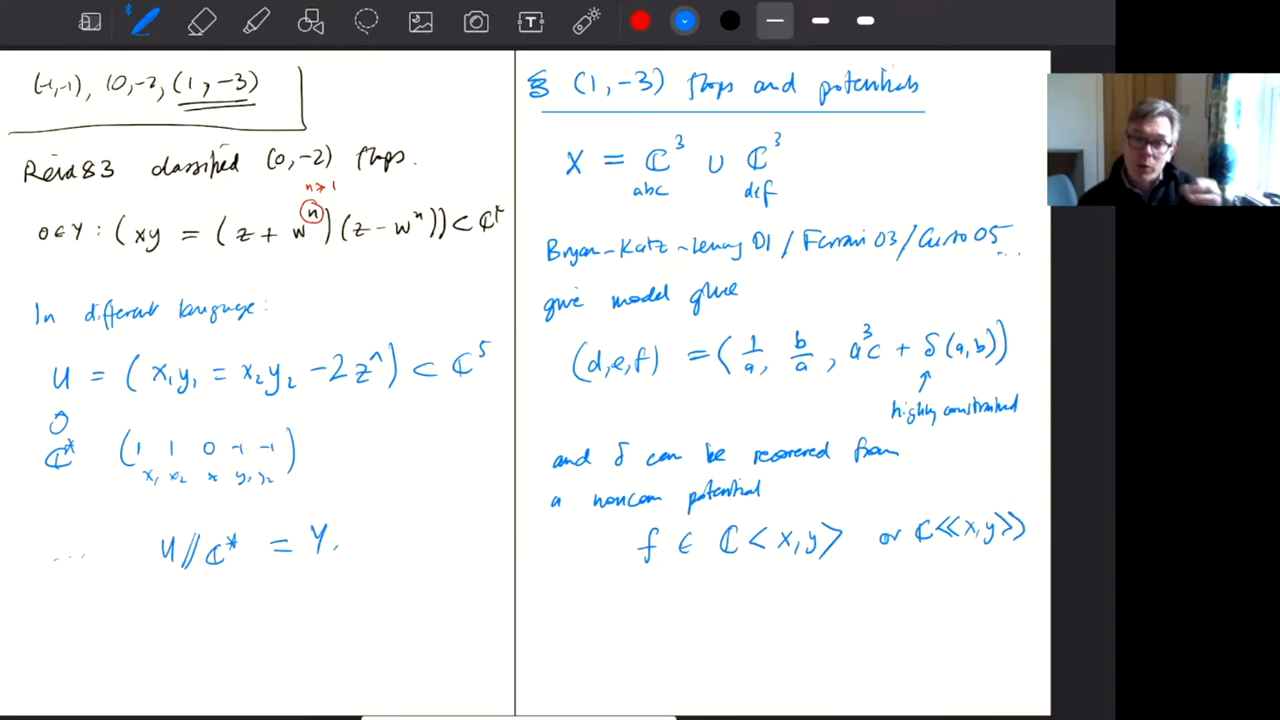 (-1,-1), (0,-2, (1,-3)
Reid 83 classified (0,-2) flops.
n ≥ 1
0 ∈ Y : (xy = (z + w^n)(z - w^n)) ⊂ ℂ^4
In different language:
U = (x₁y₁ = x₂y₂ - 2z^n) ⊂ ℂ^5
ℂ* (1 1 0 -1 -1)
x₁ x₂ z y₁ y₂
... U//ℂ* = Y.
§ (1,-3) flops and potentials
X = ℂ³ ∪ ℂ³
abc def
Bryan-Katz-Leung 01 / Ferrari 03 / Curto 05 ...
give model glue
(d,e,f) = (1/a, b/a, a³c + δ(a,b))
↑
highly constrained
and δ can be recovered from
a noncom potential
f ∈ ℂ<x,y> or ℂ<<x,y>>